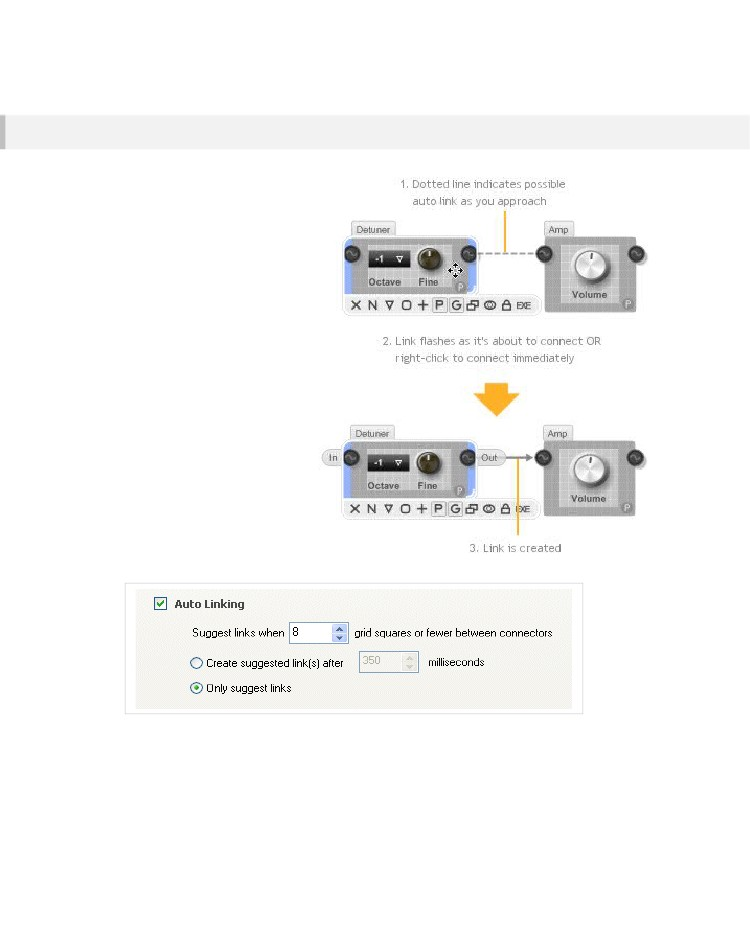 1. Dotted line indicates possible
auto link as you approach
Detuner
Amp
-1
Octave
Fine
P
Volume
P
X N ▽ O + P G EXE
2. Link flashes as it's about to connect OR
right-click to connect immediately
Detuner
Amp
In
Out
-1
Octave
Fine
P
Volume
P
X N ▽ O + P G EXE
3. Link is created
Auto Linking
Suggest links when 8 grid squares or fewer between connectors
Create suggested link(s) after 350 milliseconds
Only suggest links